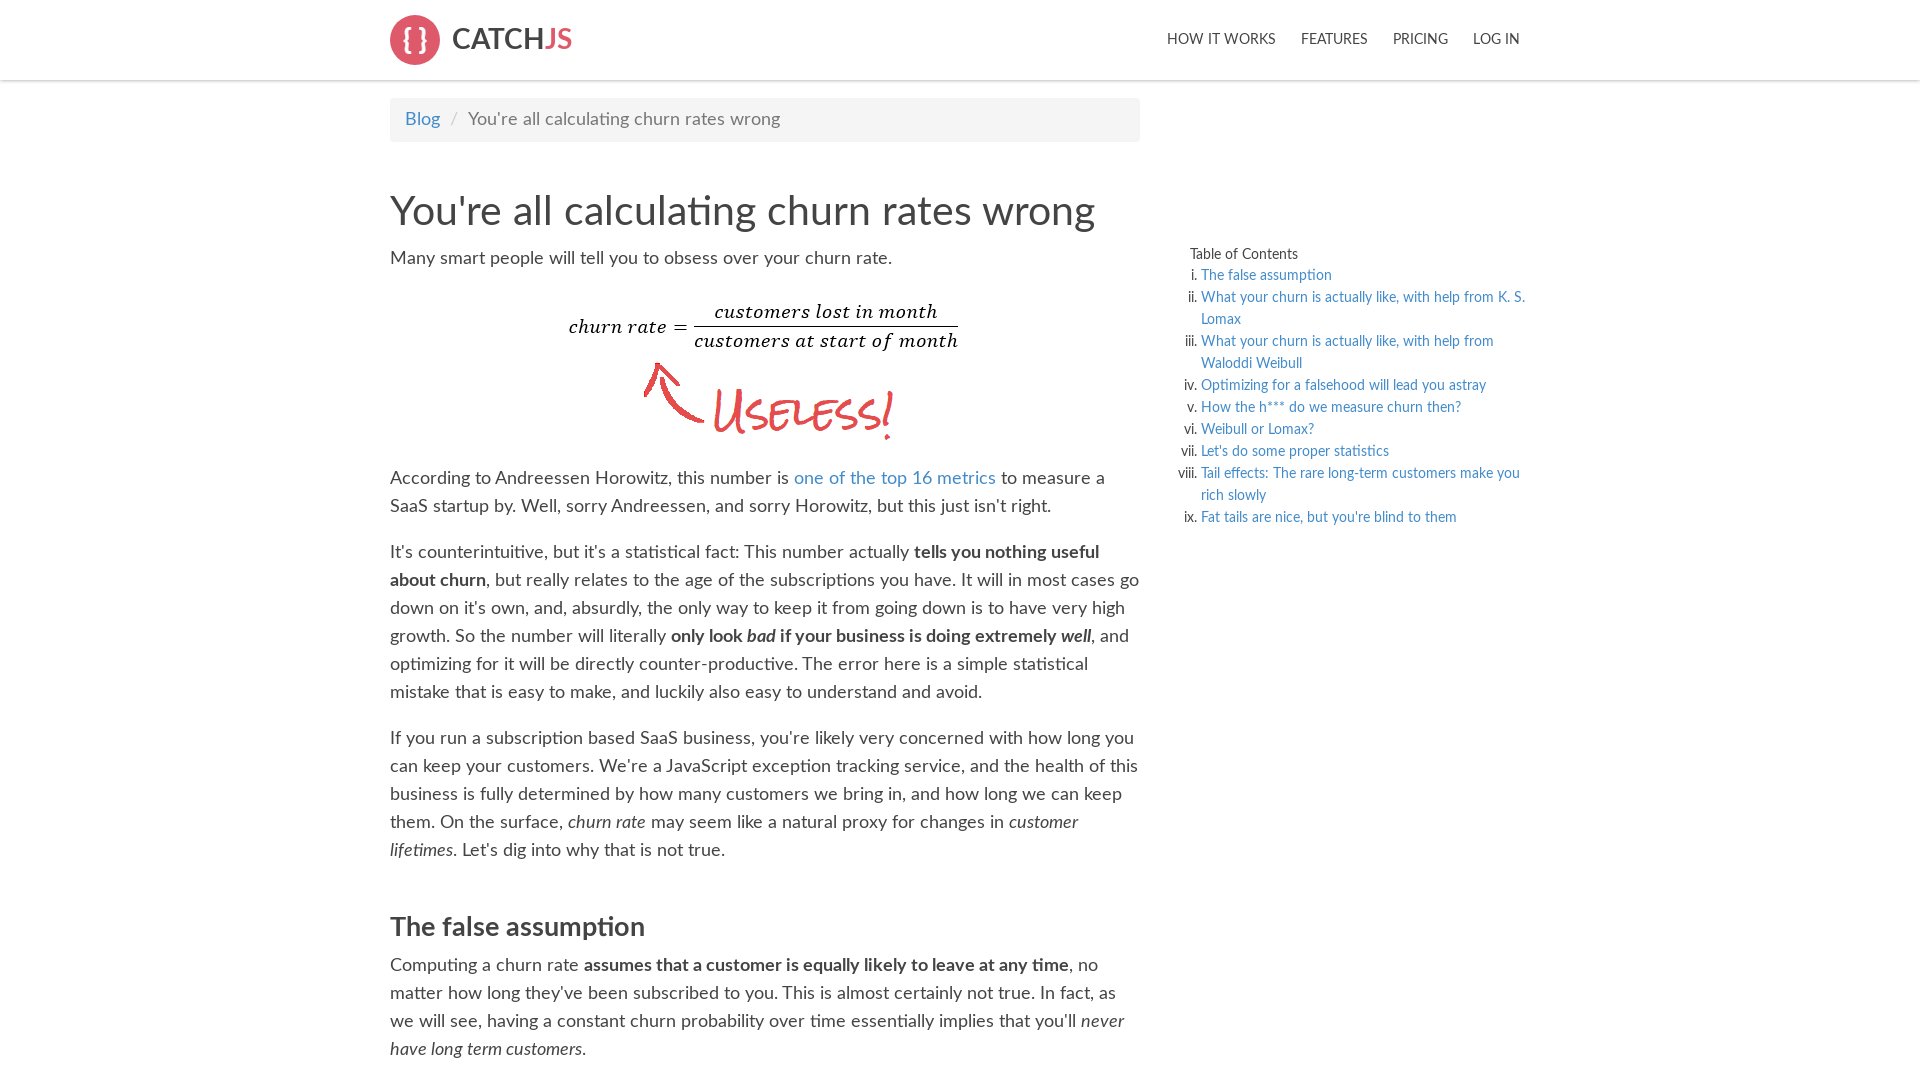 {} CATCHJS
HOW IT WORKS FEATURES PRICING LOG IN
Blog / You're all calculating churn rates wrong
You're all calculating churn rates wrong
Many smart people will tell you to obsess over your churn rate.
churn rate = customers lost in month
customers at start of month
Useless!
According to Andreessen Horowitz, this number is one of the top 16 metrics to measure a
SaaS startup by. Well, sorry Andreessen, and sorry Horowitz, but this just isn't right.
It's counterintuitive, but it's a statistical fact: This number actually tells you nothing useful
about churn, but really relates to the age of the subscriptions you have. It will in most cases go
down on it's own, and, absurdly, the only way to keep it from going down is to have very high
growth. So the number will literally only look bad if your business is doing extremely well, and
optimizing for it will be directly counter-productive. The error here is a simple statistical
mistake that is easy to make, and luckily also easy to understand and avoid.
If you run a subscription based SaaS business, you're likely very concerned with how long you
can keep your customers. We're a JavaScript exception tracking service, and the health of this
business is fully determined by how many customers we bring in, and how long we can keep
them. On the surface, churn rate may seem like a natural proxy for changes in customer
lifetimes. Let's dig into why that is not true.
The false assumption
Computing a churn rate assumes that a customer is equally likely to leave at any time, no
matter how long they've been subscribed to you. This is almost certainly not true. In fact, as
we will see, having a constant churn probability over time essentially implies that you'll never
have long term customers.
Table of Contents
i. The false assumption
ii. What your churn is actually like, with help from K. S.
Lomax
iii. What your churn is actually like, with help from
Waloddi Weibull
iv. Optimizing for a falsehood will lead you astray
v. How the h*** do we measure churn then?
vi. Weibull or Lomax?
vii. Let's do some proper statistics
viii. Tail effects: The rare long-term customers make you
rich slowly
ix. Fat tails are nice, but you're blind to them